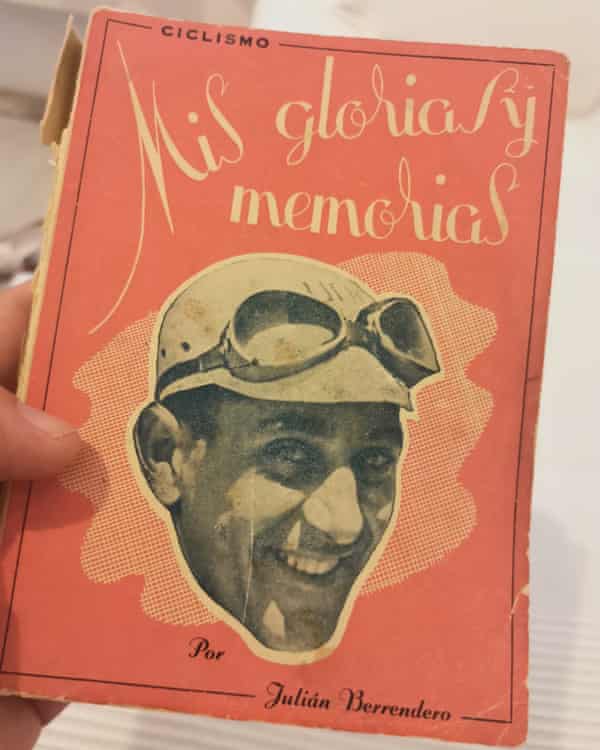 CICLISMO
Mis glorias y
memorias
Por
Julián Berrendero